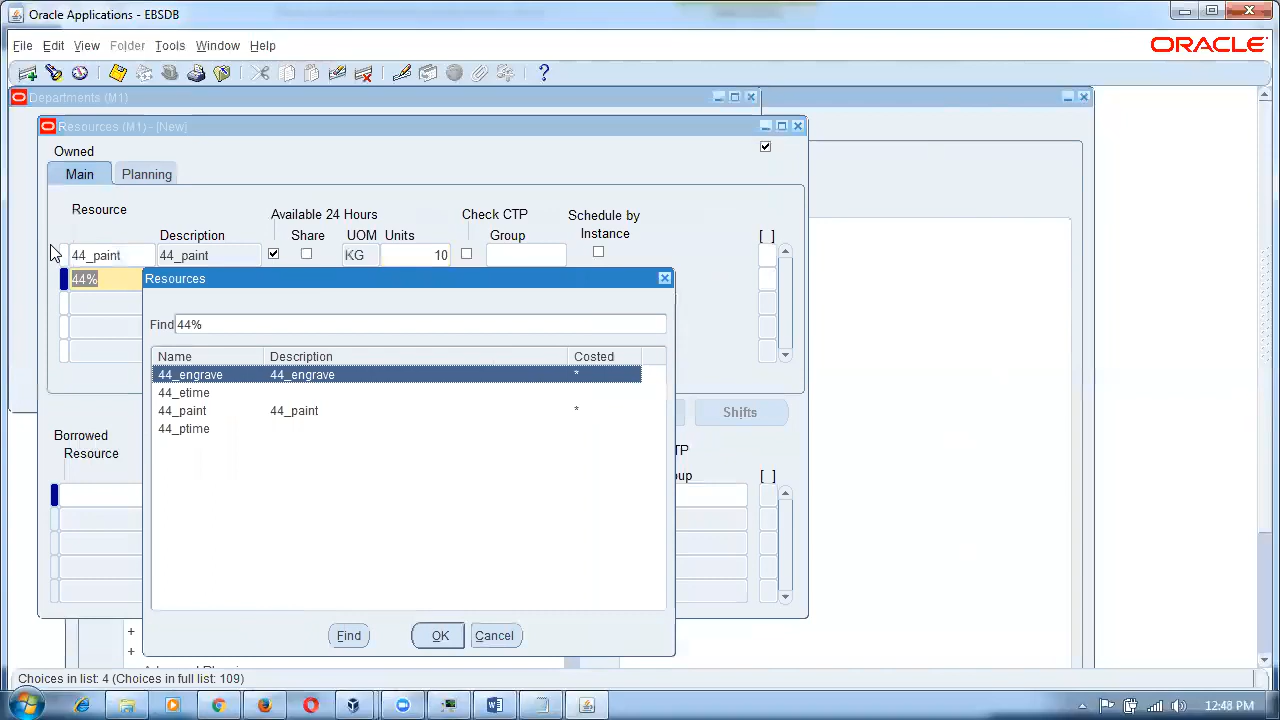 Oracle Applications - EBSDB
File Edit View Folder Tools Window Help
ORACLE
Departments (M1)
Resources (M1) - [New]
Owned
Main
Planning
Resource
Available 24 Hours
Check CTP
Schedule by
Description
Share
UOM
Units
Group
Instance
[ ]
44_paint
44_paint
KG
10
44%
Resources
Find 44%
Name
Description
Costed
44_engrave
44_engrave
*
44_etime
44_paint
44_paint
*
44_ptime
Shifts
Borrowed
Resource
TP
[ ]
Find
OK
Cancel
Choices in list: 4 (Choices in full list: 109)
12:48 PM